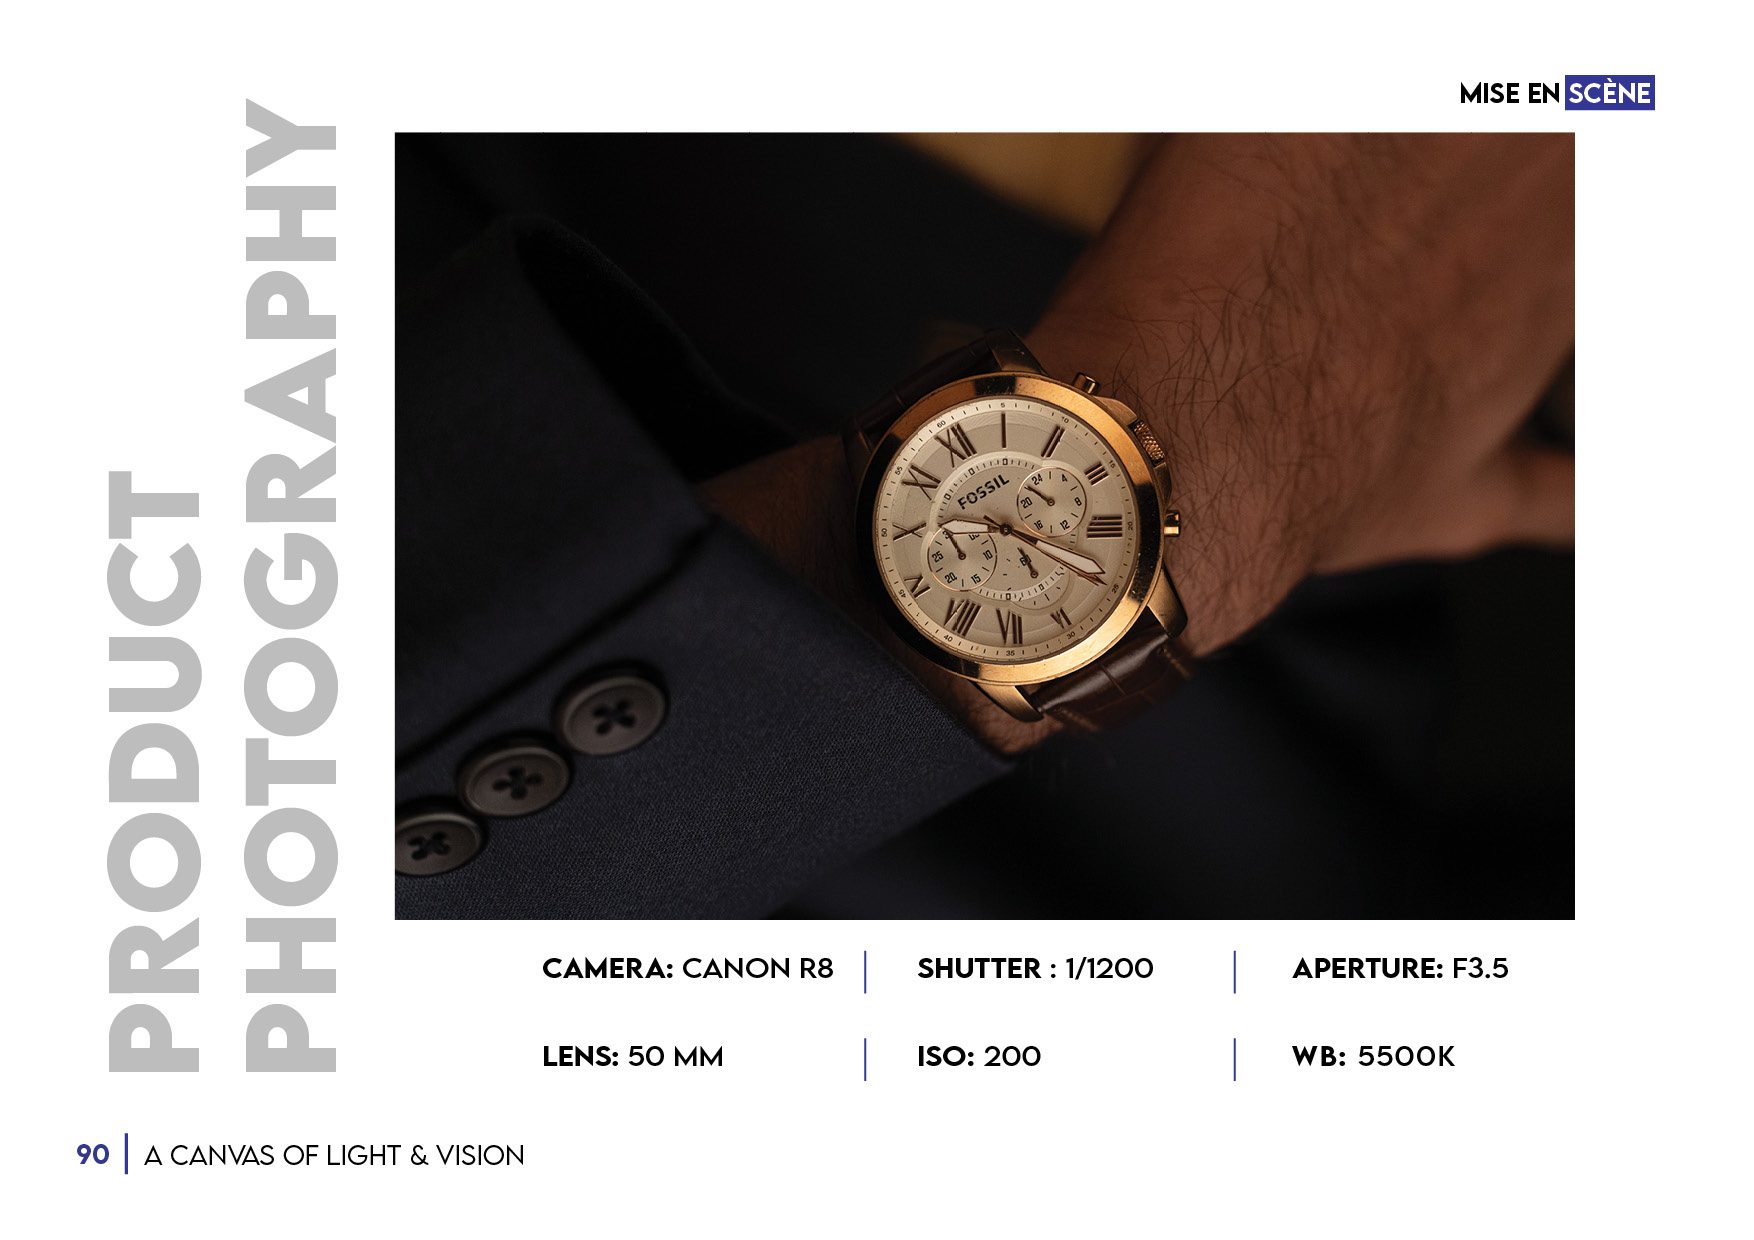 MISE EN SCÈNE
PRODUCT
PHOTOGRAPHY
FOSSIL
CAMERA: CANON R8
SHUTTER : 1/1200
APERTURE: F3.5
LENS: 50 MM
ISO: 200
WB: 5500K
90
A CANVAS OF LIGHT & VISION